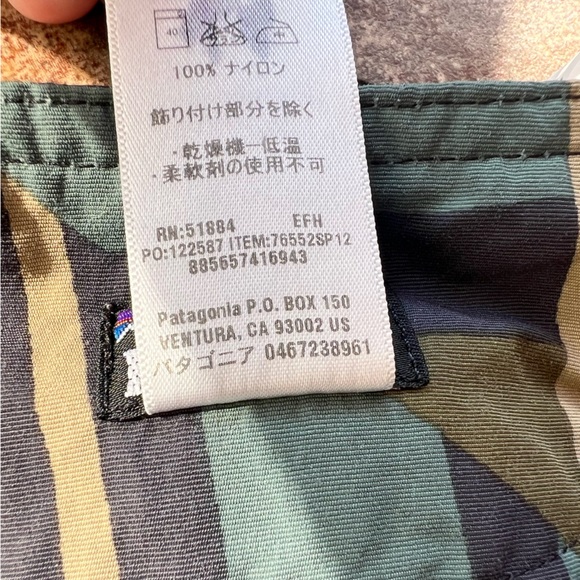 40
100% ナイロン
飾り付け部分を除く
・乾燥機一低温
・柔軟剤の使用不可
RN:51884 EFH
PO:122587 ITEM:76552SP12
885657416943
Patagonia P.O. BOX 150
VENTURA, CA 93002 US
パタゴニア 0467238961